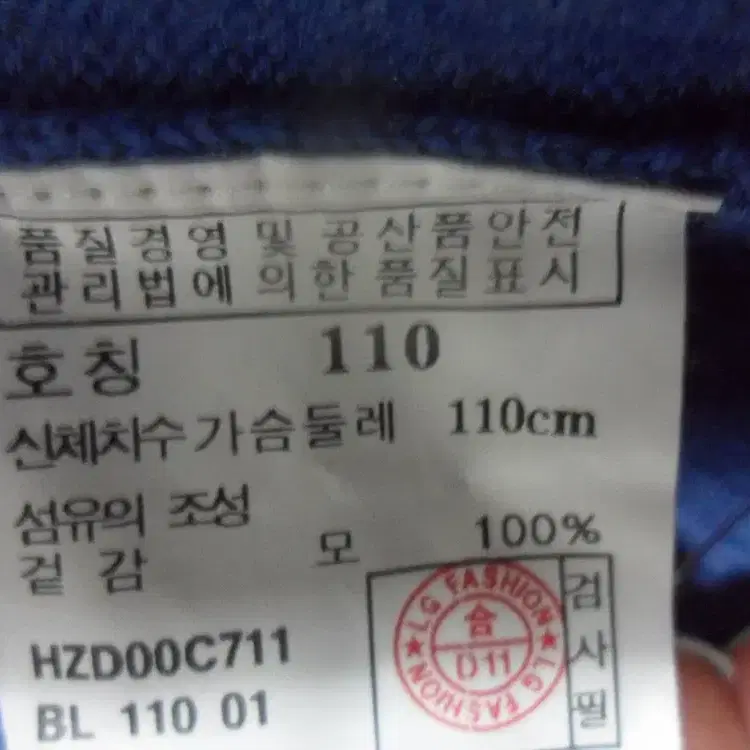 품질경영 및 공산품안전
관리법에 의한 품질표시
호칭 110
신체치수 가슴둘레 110cm
섬유의 조성
겉감 모 100%
HZD00C711
BL 110 01
LG FASHION
合
D11
LG FASHION
검사필